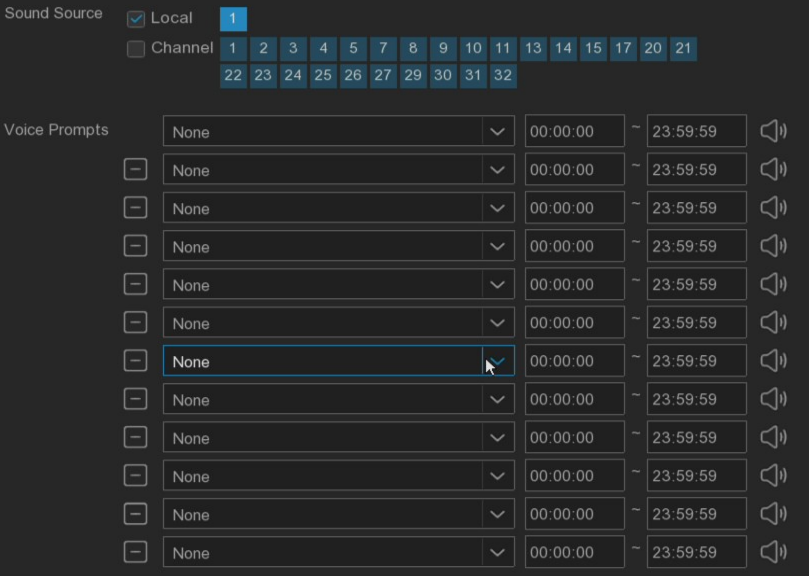 Sound Source Local 1
Channel 1 2 3 4 5 7 8 9 10 11 13 14 15 17 20 21
22 23 24 25 26 27 29 30 31 32
Voice Prompts None 00:00:00 ~ 23:59:59
None 00:00:00 ~ 23:59:59
None 00:00:00 ~ 23:59:59
None 00:00:00 ~ 23:59:59
None 00:00:00 ~ 23:59:59
None 00:00:00 ~ 23:59:59
None 00:00:00 ~ 23:59:59
None 00:00:00 ~ 23:59:59
None 00:00:00 ~ 23:59:59
None 00:00:00 ~ 23:59:59
None 00:00:00 ~ 23:59:59
None 00:00:00 ~ 23:59:59